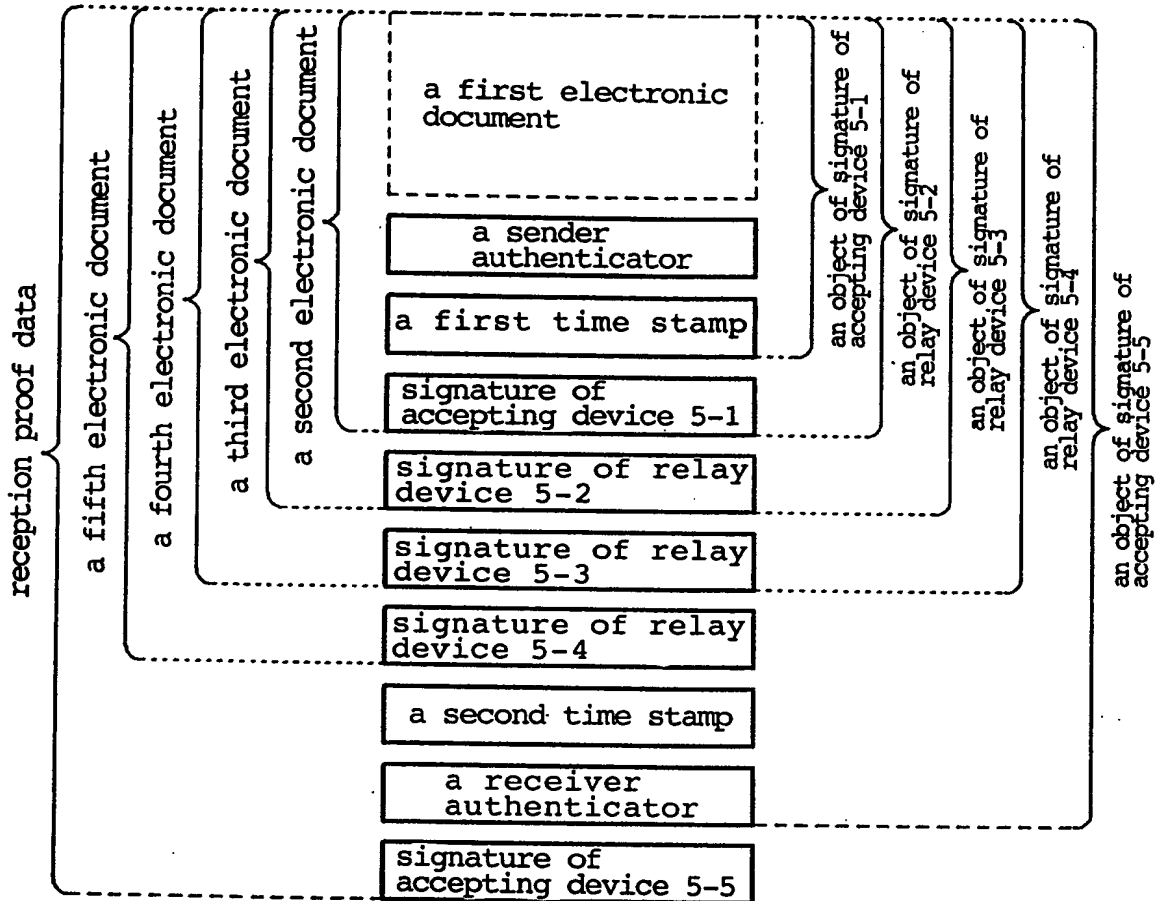 reception proof data
a fifth electronic document
a fourth electronic document
a third electronic document
a second electronic document
a first electronic
document
a sender
authenticator
a first time stamp
signature of
accepting device 5-1
signature of relay
device 5-2
signature of relay
device 5-3
signature of relay
device 5-4
a second time stamp
a receiver
authenticator
signature of
accepting device 5-5
an object of signature of
accepting device 5-1
an object of signature of
relay device 5-2
an object of signature of
relay device 5-3
an object of signature of
relay device 5-4
an object of signature of
accepting device 5-5